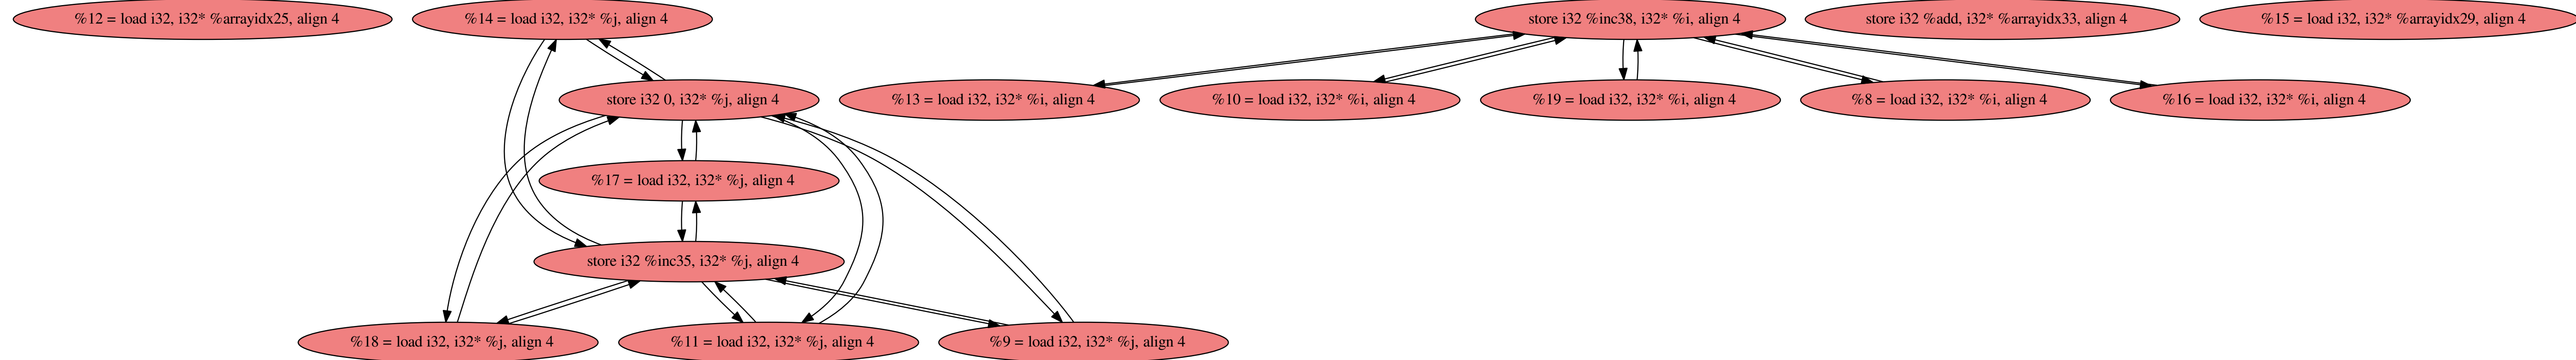 %12 = load i32, i32* %arrayidx25, align 4
%14 = load i32, i32* %j, align 4
store i32 %inc38, i32* %i, align 4
store i32 %add, i32* %arrayidx33, align 4
%15 = load i32, i32* %arrayidx29, align 4
store i32 0, i32* %j, align 4
%13 = load i32, i32* %i, align 4
%10 = load i32, i32* %i, align 4
%19 = load i32, i32* %i, align 4
%8 = load i32, i32* %i, align 4
%16 = load i32, i32* %i, align 4
%17 = load i32, i32* %j, align 4
store i32 %inc35, i32* %j, align 4
%18 = load i32, i32* %j, align 4
%11 = load i32, i32* %j, align 4
%9 = load i32, i32* %j, align 4